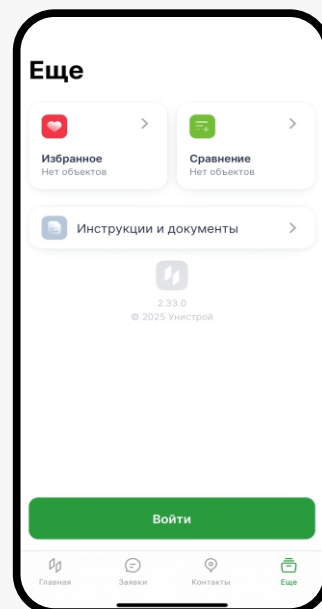 Еще
Избранное
Нет объектов
Сравнение
Нет объектов
Инструкции и документы
2.33.0
© 2025 Унистрой
Войти
Главная
Заявки
Контакты
Еще